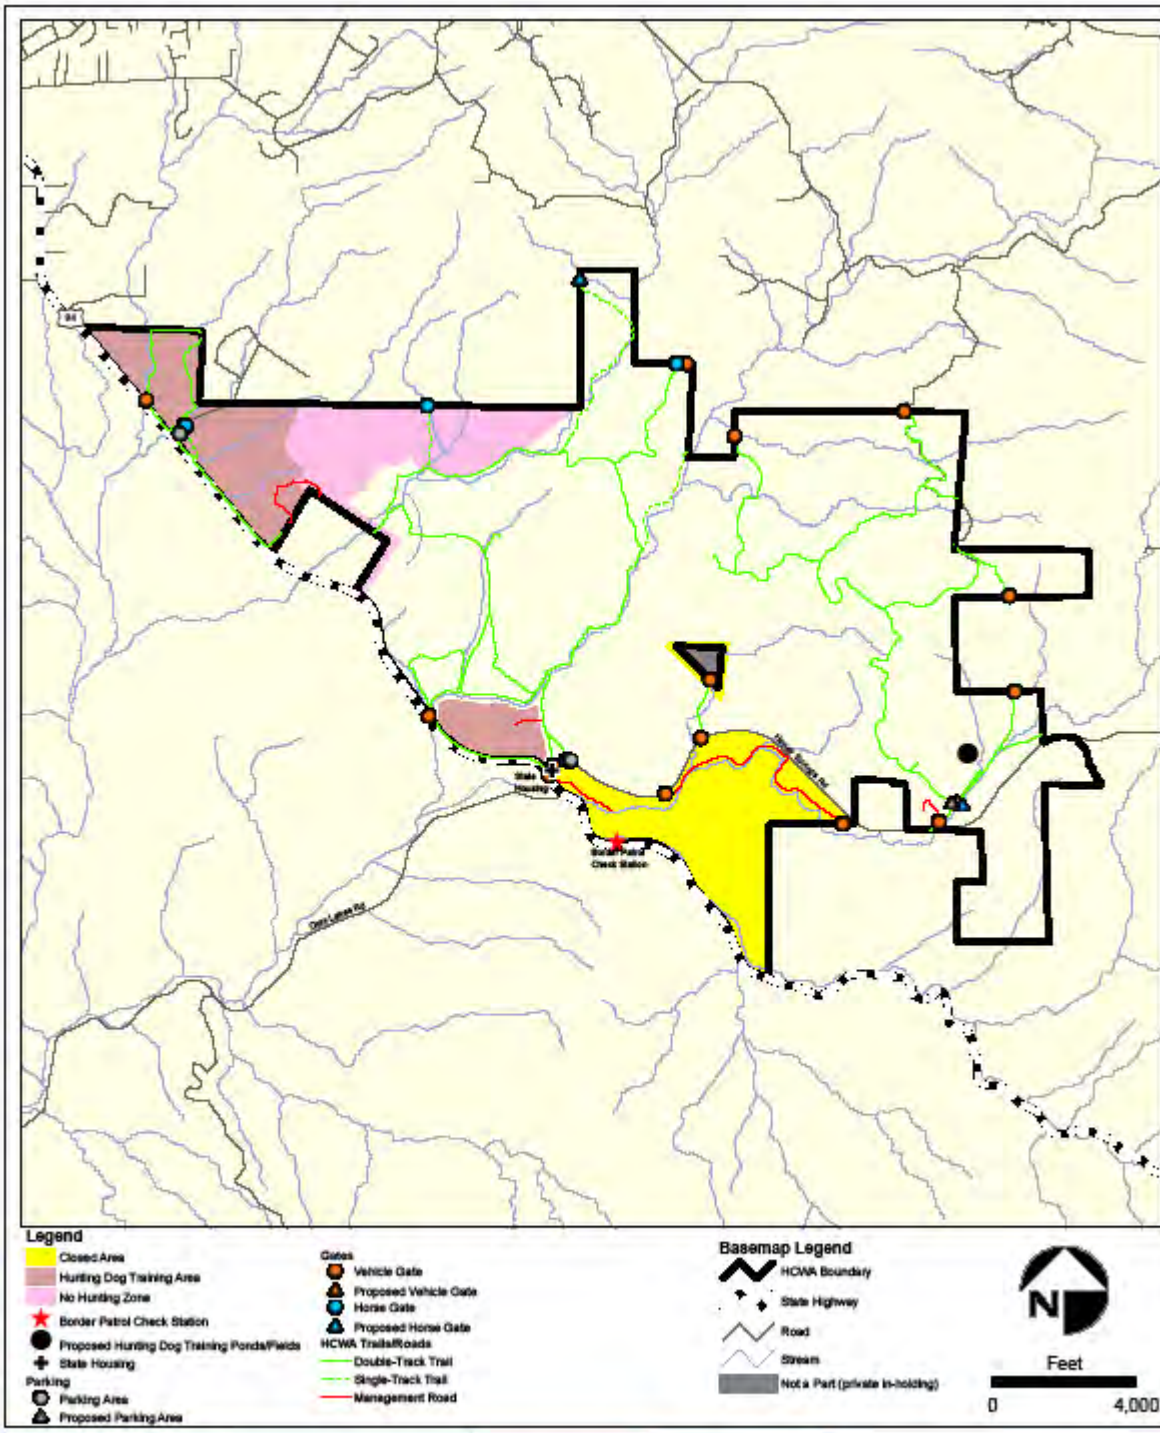 94
State
Housing
Border Patrol
Check Station
Otay Lakes Rd
Legend
Closed Area
Hunting Dog Training Area
No Hunting Zone
Border Patrol Check Station
Proposed Hunting Dog Training Ponds/Fields
State Housing
Parking
Parking Area
Proposed Parking Area
Gates
Vehicle Gate
Proposed Vehicle Gate
Horse Gate
Proposed Horse Gate
HCWA Trails/Roads
Double-Track Trail
Single-Track Trail
Management Road
Basemap Legend
HCWA Boundary
State Highway
Road
Stream
Not a Part (private in-holding)
N
Feet
0 4,000